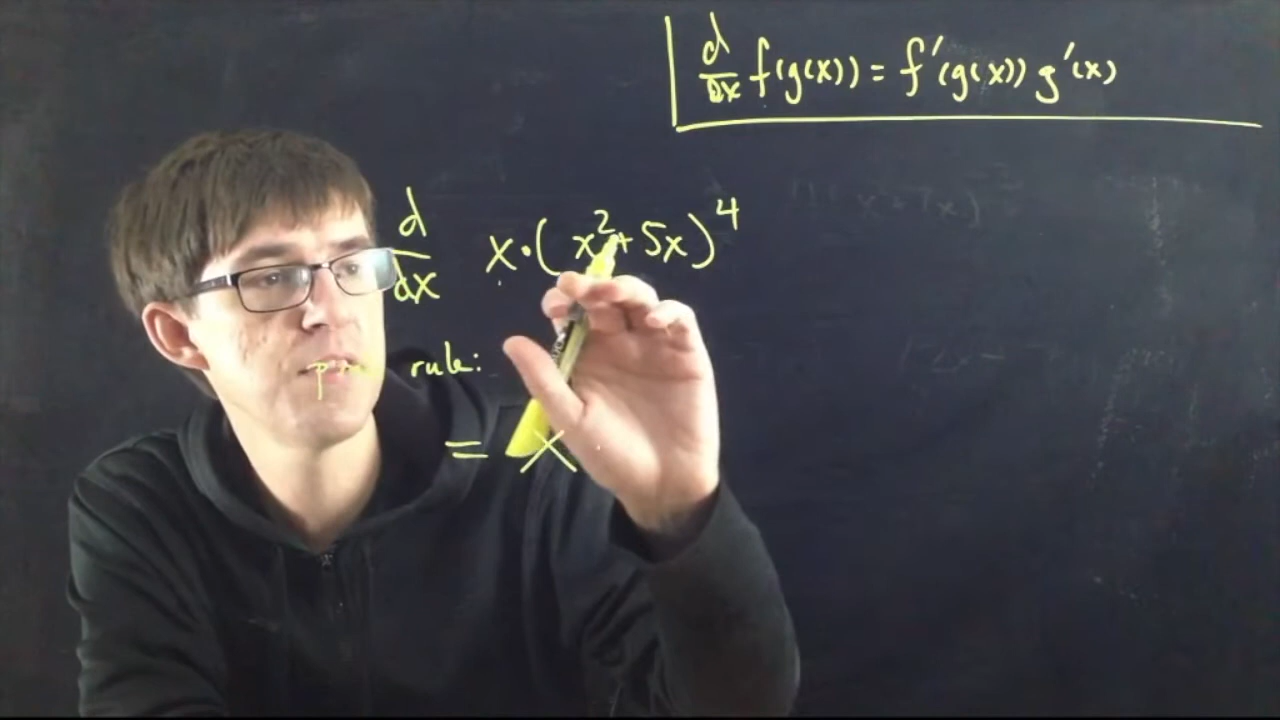 d/dx f(g(x)) = f′(g(x)) g′(x)
d/dx x·(x²+ 5x)⁴
rule:
= x